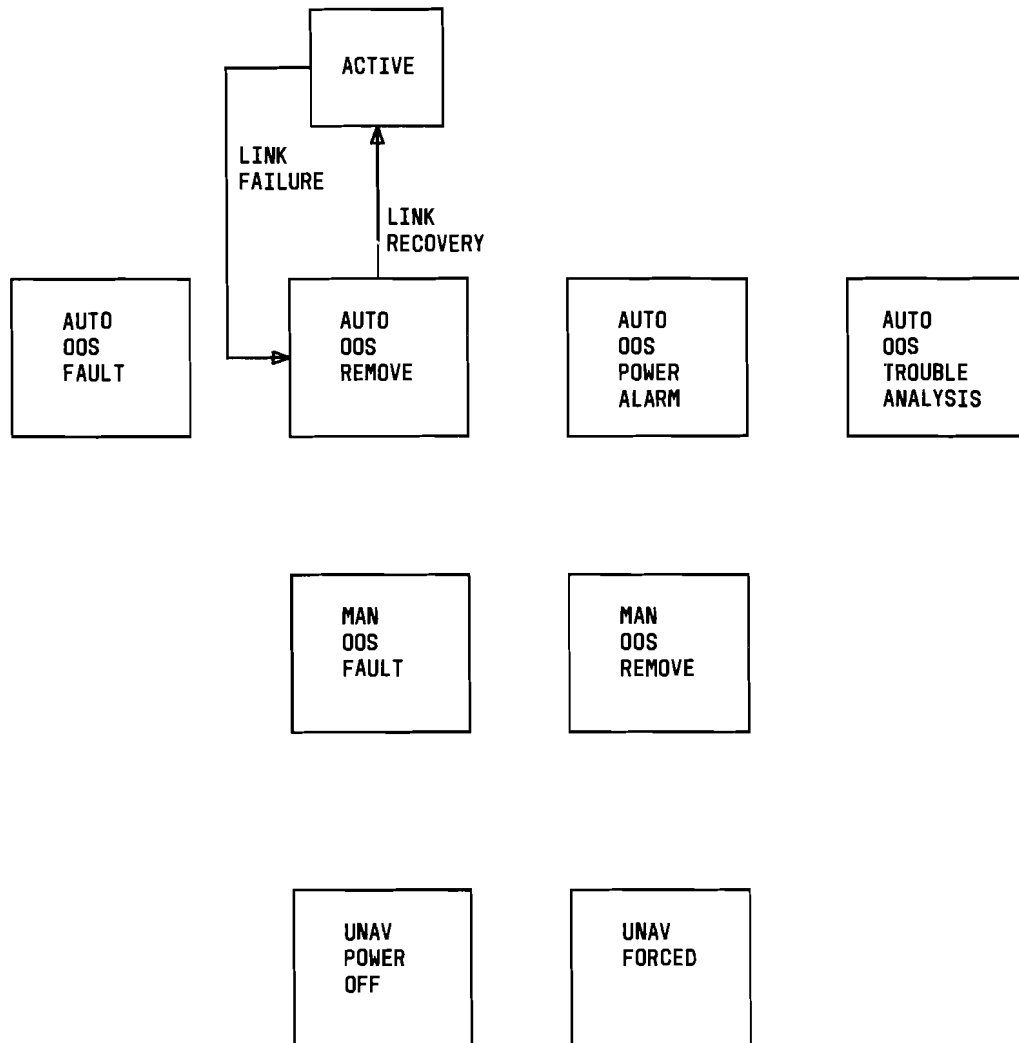 ACTIVE
LINK
FAILURE
LINK
RECOVERY
AUTO
OOS
FAULT
AUTO
OOS
REMOVE
AUTO
OOS
POWER
ALARM
AUTO
OOS
TROUBLE
ANALYSIS
MAN
OOS
FAULT
MAN
OOS
REMOVE
UNAV
POWER
OFF
UNAV
FORCED